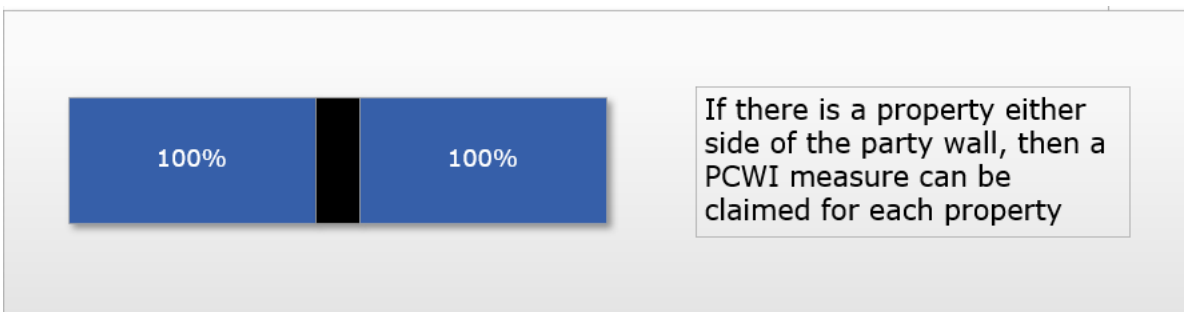 100%
100%
If there is a property either
side of the party wall, then a
PCWI measure can be
claimed for each property